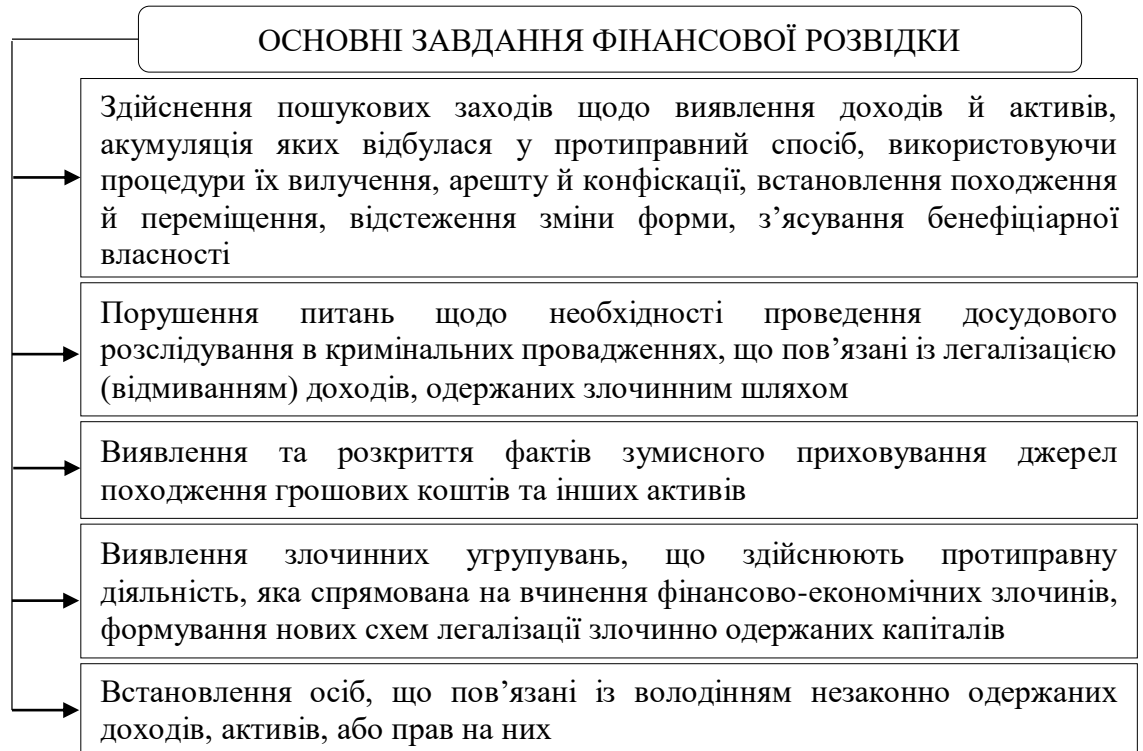 ОСНОВНІ ЗАВДАННЯ ФІНАНСОВОЇ РОЗВІДКИ
Здійснення пошукових заходів щодо виявлення доходів й активів,
акумуляція яких відбулася у протиправний спосіб, використовуючи
процедури їх вилучення, арешту й конфіскації, встановлення походження
й переміщення, відстеження зміни форми, з’ясування бенефіціарної
власності
Порушення питань щодо необхідності проведення досудового
розслідування в кримінальних провадженнях, що пов’язані із легалізацією
(відмиванням) доходів, одержаних злочинним шляхом
Виявлення та розкриття фактів зумисного приховування джерел
походження грошових коштів та інших активів
Виявлення злочинних угрупувань, що здійснюють протиправну
діяльність, яка спрямована на вчинення фінансово-економічних злочинів,
формування нових схем легалізації злочинно одержаних капіталів
Встановлення осіб, що пов’язані із володінням незаконно одержаних
доходів, активів, або прав на них